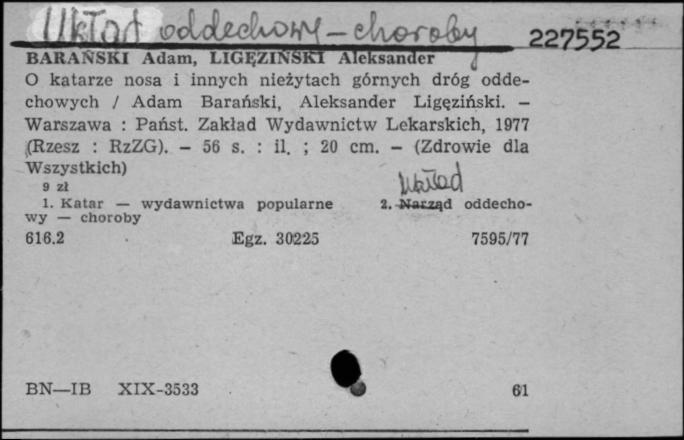 Układ oddechowy - choroby
227552
BARAŃSKI Adam, LIGĘZIŃSKI Aleksander
O katarze nosa i innych nieżytach górnych dróg odde-
chowych / Adam Barański, Aleksander Ligęziński. —
Warszawa : Państ. Zakład Wydawnictw Lekarskich, 1977
(Rzesz : RzZG). — 56 s. : il. ; 20 cm. — (Zdrowie dla
Wszystkich)
9 zł
układ
1. Katar — wydawnictwa popularne 2. Narząd oddecho-
wy — choroby
616.2 Egz. 30225 7595/77
BN—IB XIX-3533 61